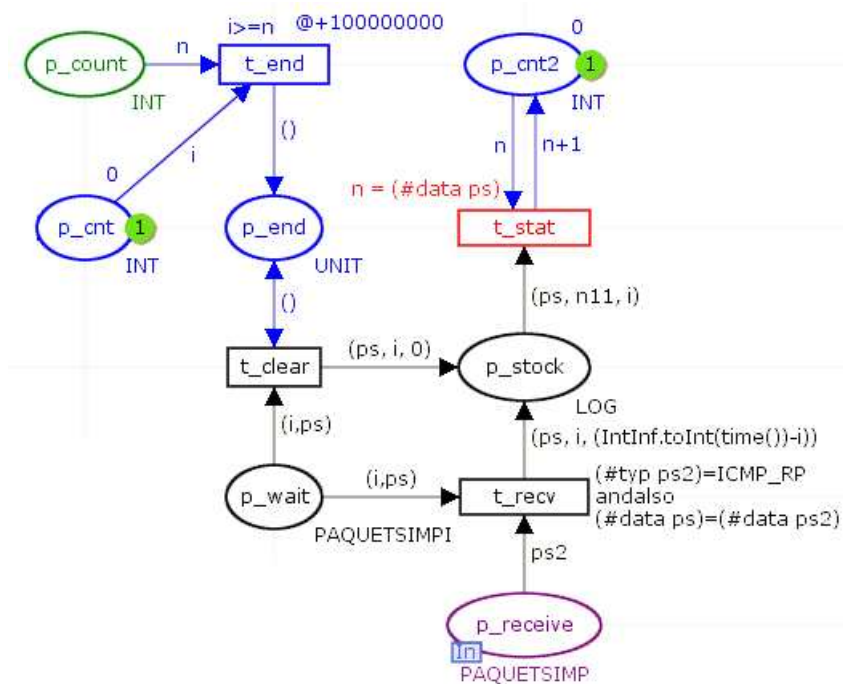 0
i>=n @+100000000
p_count
n
t_end
p_cnt2
1
INT
INT
()
i
n
n+1
0
n = (#data ps)
p_cnt
1
p_end
t_stat
INT
UNIT
()
(ps, n11, i)
t_clear
(ps, i, 0)
p_stock
LOG
(i,ps)
(ps, i, (IntInf.toInt(time())-i))
p_wait
(i,ps)
t_recv
(#typ ps2)=ICMP_RP
andalso
(#data ps)=(#data ps2)
PAQUETSIMPI
ps2
p_receive
In
PAQUETSIMP